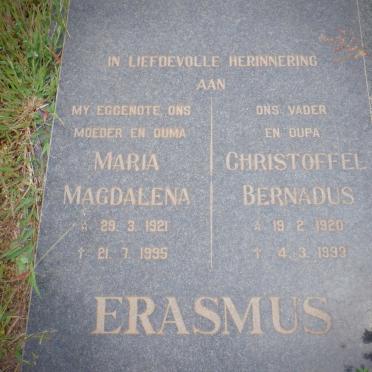 IN LIEFDEVOLLE HERINNERING
AAN
MY EGGENOTE, ONS
MOEDER EN OUMA
MARIA
MAGDALENA
* 29. 3. 1921
† 21. 7. 1995
ONS VADER
EN OUPA
CHRISTOFFEL
BERNADUS
* 19. 2. 1920
† 4. 3. 1999
ERASMUS